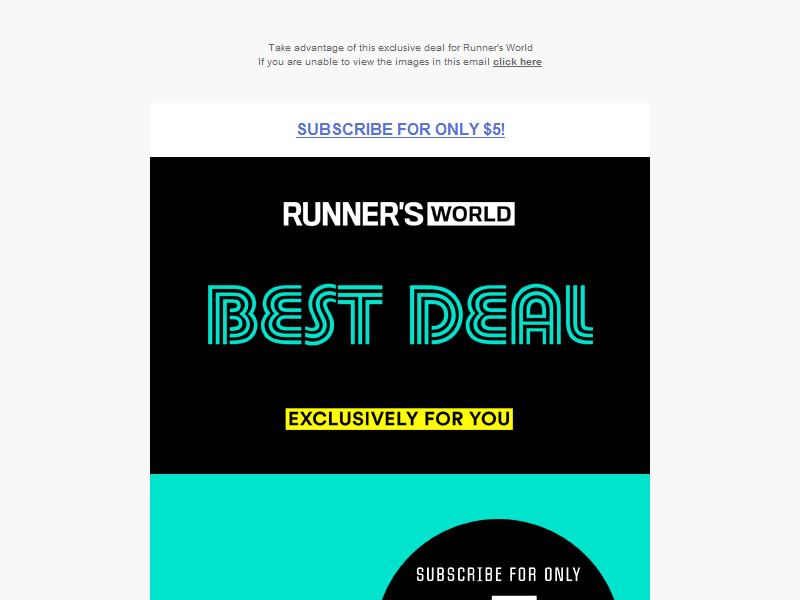 Take advantage of this exclusive deal for Runner's World
If you are unable to view the images in this email click here
SUBSCRIBE FOR ONLY $5!
RUNNER'S WORLD
BEST DEAL
EXCLUSIVELY FOR YOU
SUBSCRIBE FOR ONLY